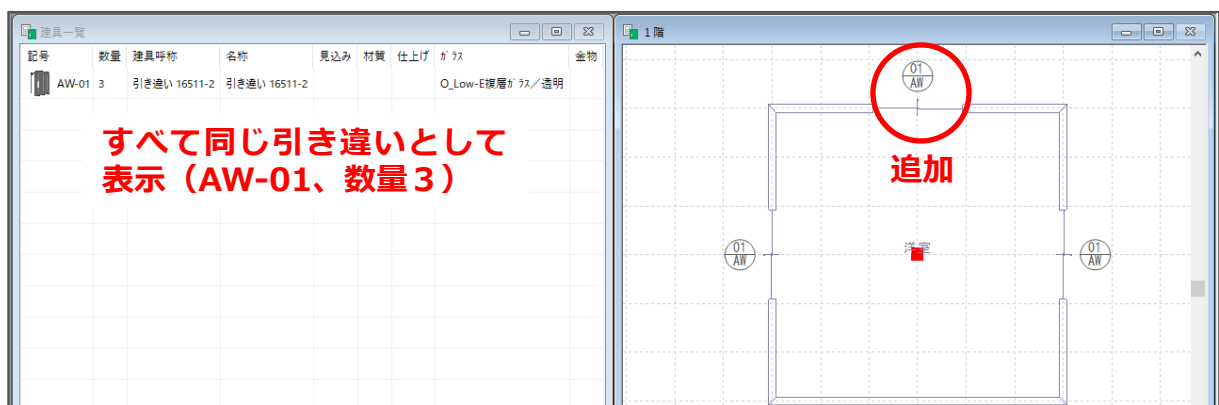 建具一覧
記号 数量 建具呼称 名称 見込み 材質 仕上げ ｶﾞﾗｽ 金物
AW-01 3 引き違い 16511-2 引き違い 16511-2 O_Low-E複層ｶﾞﾗｽ／透明
すべて同じ引き違いとして
表示（AW-01、数量３）
1階
01
AW
追加
01
AW
洋室
01
AW